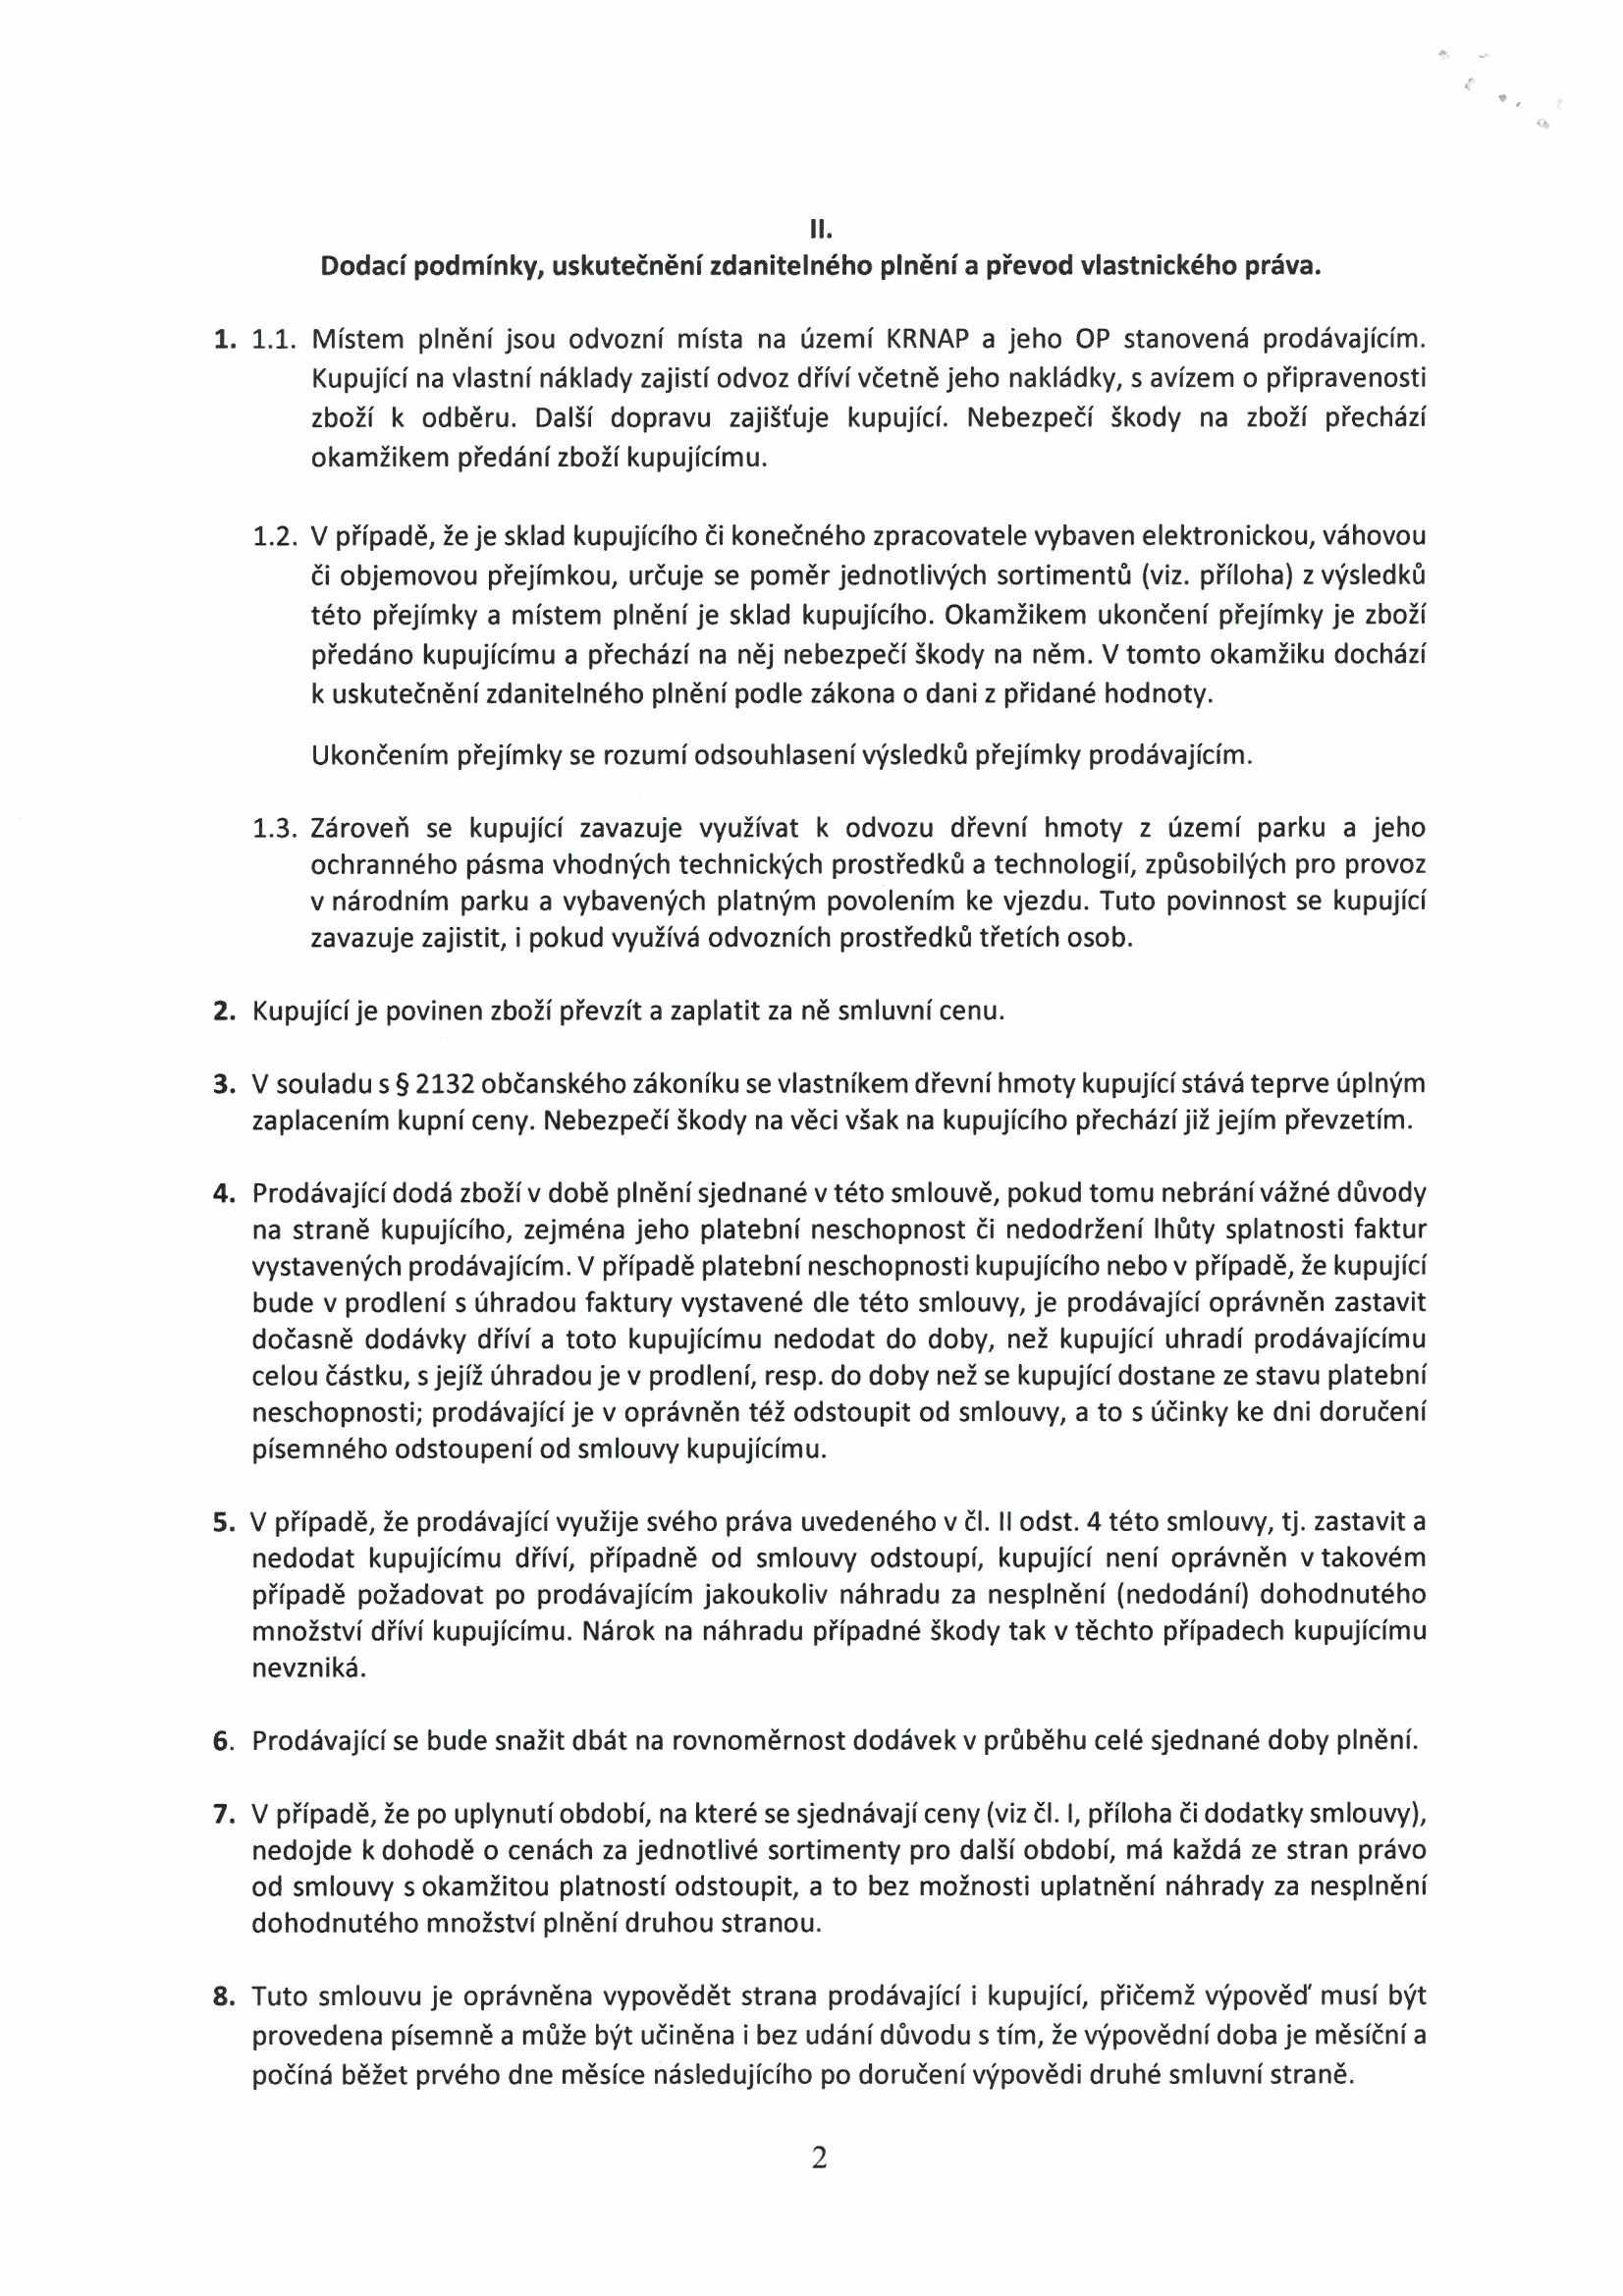 II.
Dodací podmínky, uskutečnění zdanitelného plnění a převod vlastnického práva.
1. 1.1. Místem plnění jsou odvozní místa na území KRNAP a jeho OP stanovená prodávajícím.
Kupující na vlastní náklady zajistí odvoz dříví včetně jeho nakládky, s avízem o připravenosti
zboží k odběru. Další dopravu zajišťuje kupující. Nebezpečí škody na zboží přechází
okamžikem předání zboží kupujícímu.
1.2. V případě, že je sklad kupujícího či konečného zpracovatele vybaven elektronickou, váhovou
či objemovou přejímkou, určuje se poměr jednotlivých sortimentů (viz. příloha) z výsledků
této přejímky a místem plnění je sklad kupujícího. Okamžikem ukončení přejímky je zboží
předáno kupujícímu a přechází na něj nebezpečí škody na něm. V tomto okamžiku dochází
k uskutečnění zdanitelného plnění podle zákona o dani z přidané hodnoty.
Ukončením přejímky se rozumí odsouhlasení výsledků přejímky prodávajícím.
1.3. Zároveň se kupující zavazuje využívat k odvozu dřevní hmoty z území parku a jeho
ochranného pásma vhodných technických prostředků a technologií, způsobilých pro provoz
v národním parku a vybavených platným povolením ke vjezdu. Tuto povinnost se kupující
zavazuje zajistit, i pokud využívá odvozních prostředků třetích osob.
2. Kupující je povinen zboží převzít a zaplatit za ně smluvní cenu.
3. V souladu s § 2132 občanského zákoníku se vlastníkem dřevní hmoty kupující stává teprve úplným
zaplacením kupní ceny. Nebezpečí škody na věci však na kupujícího přechází již jejím převzetím.
4. Prodávající dodá zboží v době plnění sjednané v této smlouvě, pokud tomu nebrání vážné důvody
na straně kupujícího, zejména jeho platební neschopnost či nedodržení lhůty splatnosti faktur
vystavených prodávajícím. V případě platební neschopnosti kupujícího nebo v případě, že kupující
bude v prodlení s úhradou faktury vystavené dle této smlouvy, je prodávající oprávněn zastavit
dočasně dodávky dříví a toto kupujícímu nedodat do doby, než kupující uhradí prodávajícímu
celou částku, s jejíž úhradou je v prodlení, resp. do doby než se kupující dostane ze stavu platební
neschopnosti; prodávající je v oprávněn též odstoupit od smlouvy, a to s účinky ke dni doručení
písemného odstoupení od smlouvy kupujícímu.
5. V případě, že prodávající využije svého práva uvedeného v čl. II odst. 4 této smlouvy, tj. zastavit a
nedodat kupujícímu dříví, případně od smlouvy odstoupí, kupující není oprávněn v takovém
případě požadovat po prodávajícím jakoukoliv náhradu za nesplnění (nedodání) dohodnutého
množství dříví kupujícímu. Nárok na náhradu případné škody tak v těchto případech kupujícímu
nevzniká.
6. Prodávající se bude snažit dbát na rovnoměrnost dodávek v průběhu celé sjednané doby plnění.
7. V případě, že po uplynutí období, na které se sjednávají ceny (viz čl. I, příloha či dodatky smlouvy),
nedojde k dohodě o cenách za jednotlivé sortimenty pro další období, má každá ze stran právo
od smlouvy s okamžitou platností odstoupit, a to bez možnosti uplatnění náhrady za nesplnění
dohodnutého množství plnění druhou stranou.
8. Tuto smlouvu je oprávněna vypovědět strana prodávající i kupující, přičemž výpověď musí být
provedena písemně a může být učiněna i bez udání důvodu s tím, že výpovědní doba je měsíční a
počíná běžet prvého dne měsíce následujícího po doručení výpovědi druhé smluvní straně.
2